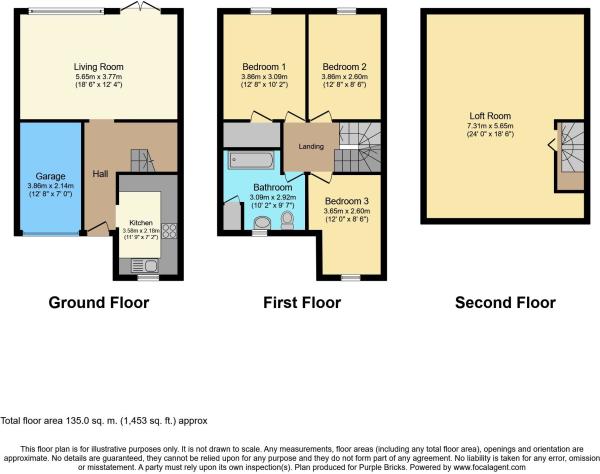 Living Room
5.65m x 3.77m
(18' 6" x 12' 4")
Garage
3.86m x 2.14m
(12' 8" x 7' 0")
Hall
Kitchen
3.58m x 2.18m
(11' 9" x 7' 2")
Ground Floor
Bedroom 1
3.86m x 3.09m
(12' 8" x 10' 2")
Bedroom 2
3.86m x 2.60m
(12' 8" x 8' 6")
Landing
Bathroom
3.09m x 2.92m
(10' 2" x 9' 7")
Bedroom 3
3.65m x 2.60m
(12' 0" x 8' 6")
First Floor
Loft Room
7.31m x 5.65m
(24' 0" x 18' 6")
Second Floor
Total floor area 135.0 sq. m. (1,453 sq. ft.) approx
This floor plan is for illustrative purposes only. It is not drawn to scale. Any measurements, floor areas (including any total floor area), openings and orientation are
approximate. No details are guaranteed, they cannot be relied upon for any purpose and they do not form part of any agreement. No liability is taken for any error, omission
or misstatement. A party must rely upon its own inspection(s). Plan produced for Purple Bricks. Powered by www.focalagent.com